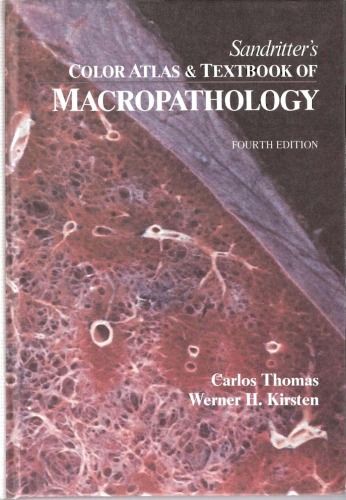 Sandritter's
COLOR ATLAS & TEXTBOOK OF
MACROPATHOLOGY
FOURTH EDITION
Carlos Thomas
Werner H. Kirsten